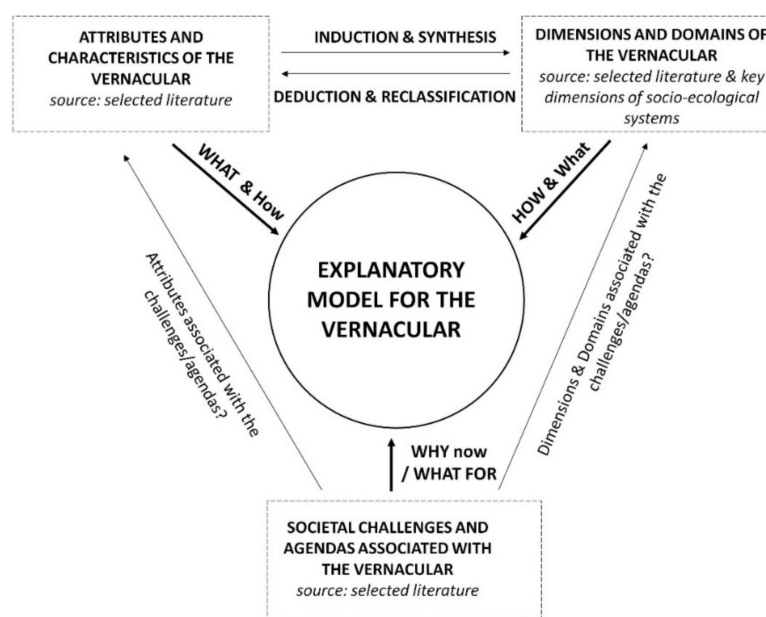 ATTRIBUTES AND
CHARACTERISTICS OF THE
VERNACULAR
source: selected literature
INDUCTION & SYNTHESIS
DEDUCTION & RECLASSIFICATION
DIMENSIONS AND DOMAINS OF
THE VERNACULAR
source: selected literature & key
dimensions of socio-ecological
systems
WHAT & How
HOW & What
EXPLANATORY
MODEL FOR THE
VERNACULAR
Attributes associated with the
challenges/agendas?
Dimensions & Domains associated with the
challenges/agendas?
WHY now
/ WHAT FOR
SOCIETAL CHALLENGES AND
AGENDAS ASSOCIATED WITH
THE VERNACULAR
source: selected literature